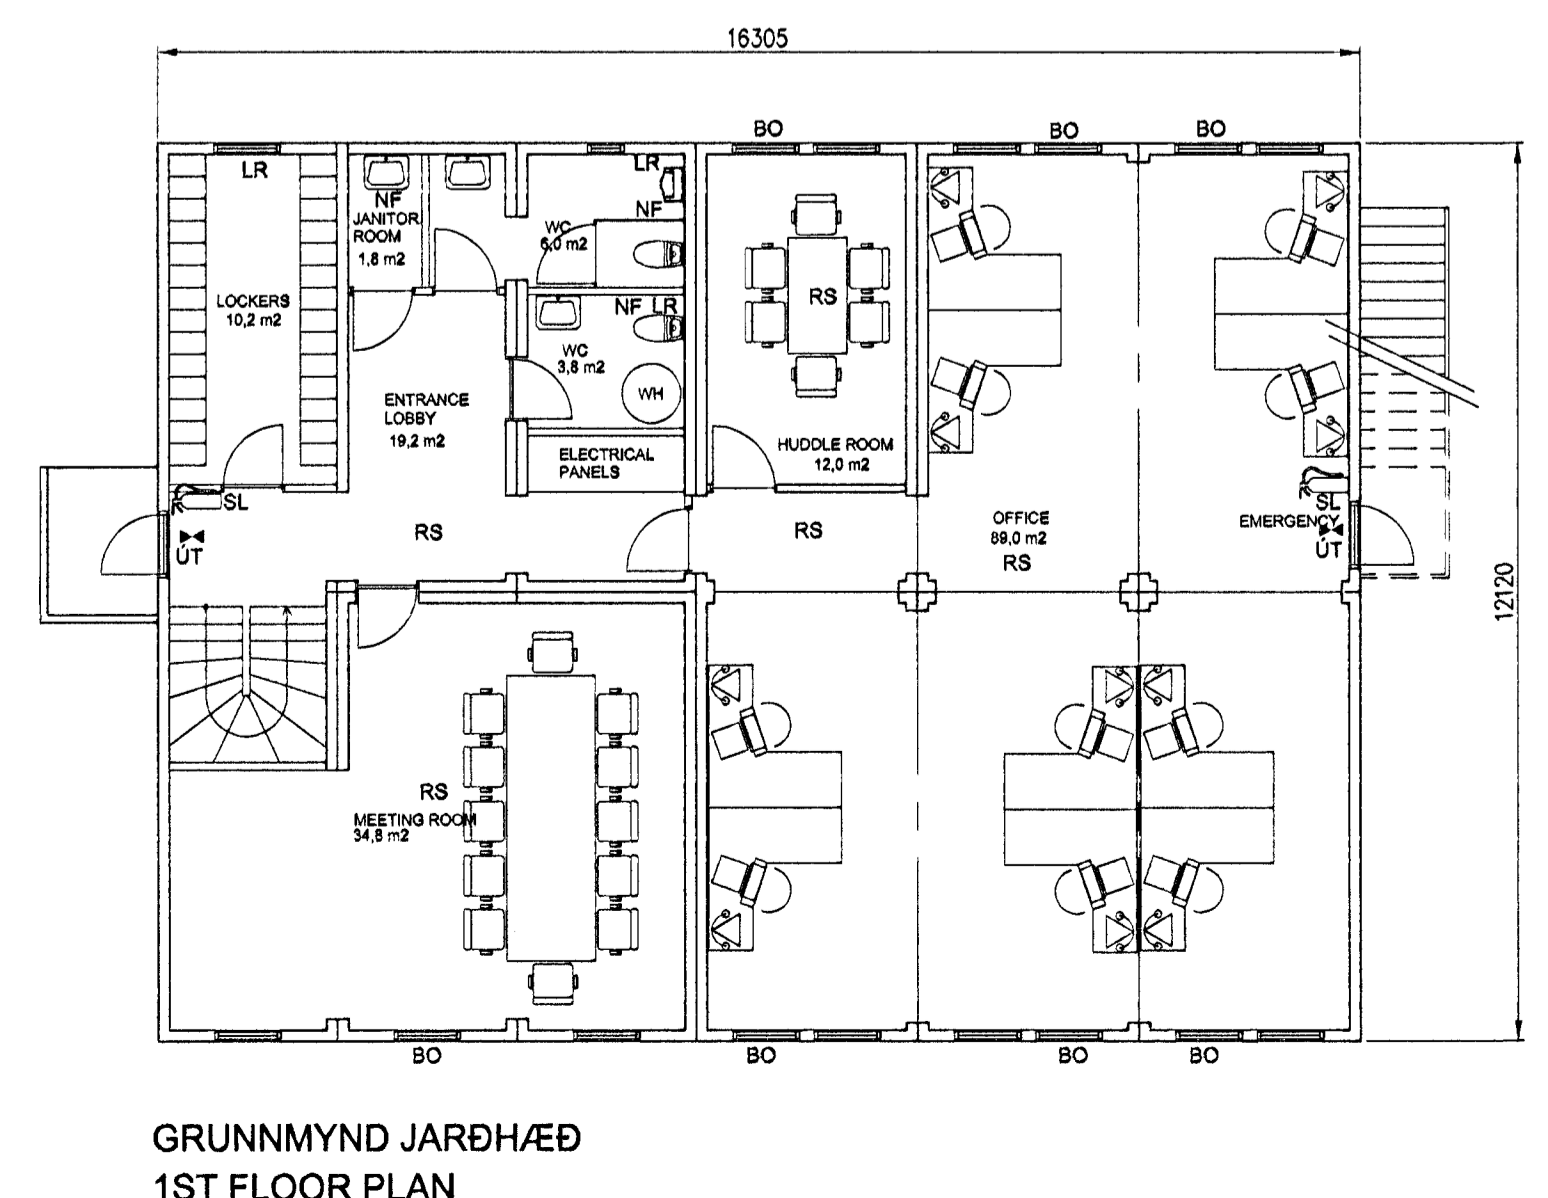 16305
BO
BO
BO
LR
LR
NF
JANITOR
ROOM
1,8 m2
NF
WC
6,0 m2
LOCKERS
10,2 m2
RS
NF LR
WC
3,8 m2
WH
ENTRANCE
LOBBY
19,2 m2
ELECTRICAL
PANELS
HUDDLE ROOM
12,0 m2
SL
ÚT
RS
RS
OFFICE
89,0 m2
RS
SL
EMERGENCY
ÚT
12120
RS
MEETING ROOM
34,8 m2
BO
BO
BO
BO
GRUNNMYND JARÐHÆÐ
1ST FLOOR PLAN